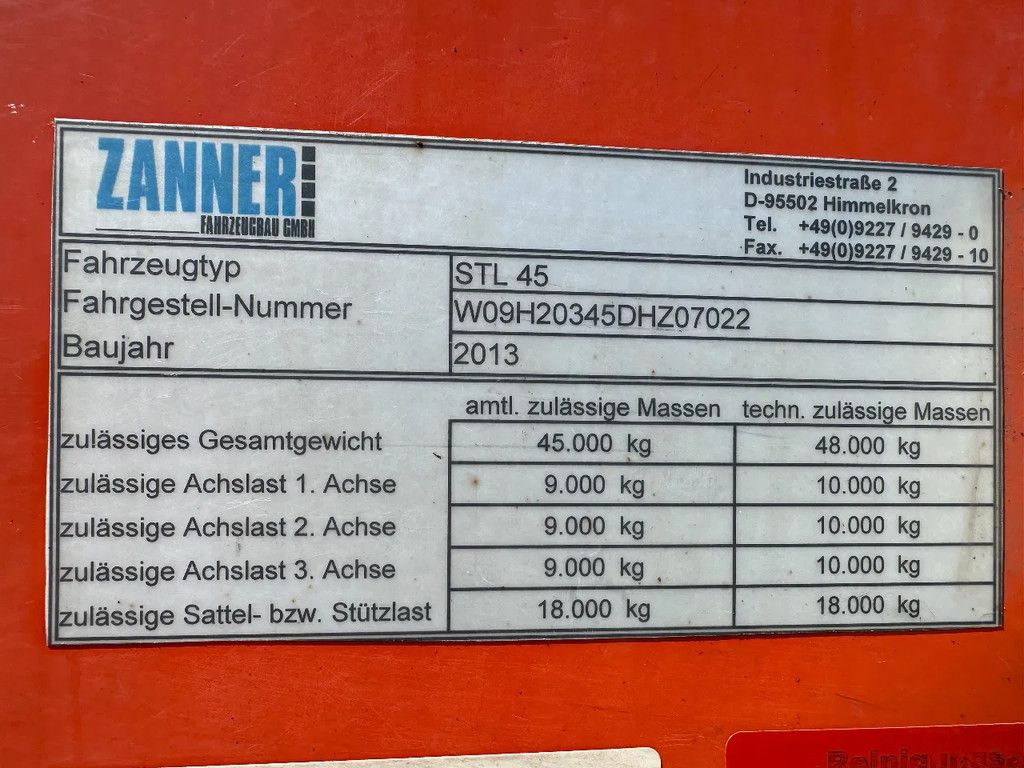 ZANNER
FAHRZEUGBAU GMBH
Industriestraße 2
D-95502 Himmelkron
Tel. +49(0)9227 / 9429 - 0
Fax. +49(0)9227 / 9429 - 10
Fahrzeugtyp STL 45
Fahrgestell-Nummer W09H20345DHZ07022
Baujahr 2013
amtl. zulässige Massen techn. zulässige Massen
zulässiges Gesamtgewicht 45.000 kg 48.000 kg
zulässige Achslast 1. Achse 9.000 kg 10.000 kg
zulässige Achslast 2. Achse 9.000 kg 10.000 kg
zulässige Achslast 3. Achse 9.000 kg 10.000 kg
zulässige Sattel- bzw. Stützlast 18.000 kg 18.000 kg